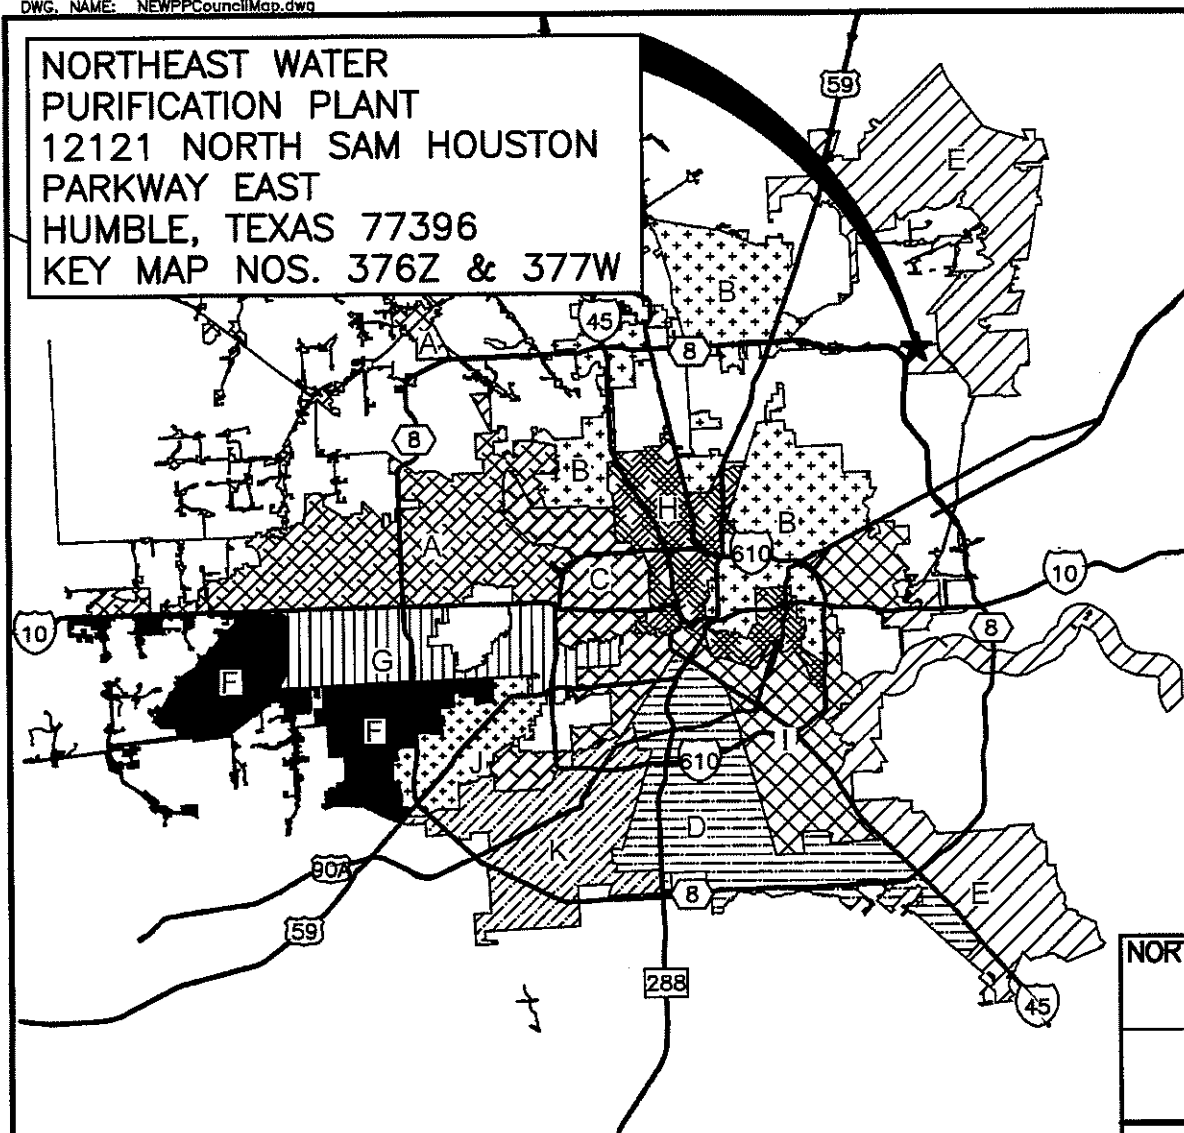 DWG. NAME: NEWPPCouncilMap.dwg
NORTHEAST WATER
PURIFICATION PLANT
12121 NORTH SAM HOUSTON
PARKWAY EAST
HUMBLE, TEXAS 77396
KEY MAP NOS. 376Z & 377W
59
E
B
45
A
8
8
B
H
B
A
610
C
10
10
8
G
F
F
I
J
610
D
K
90A
8
E
59
288
45
NOR